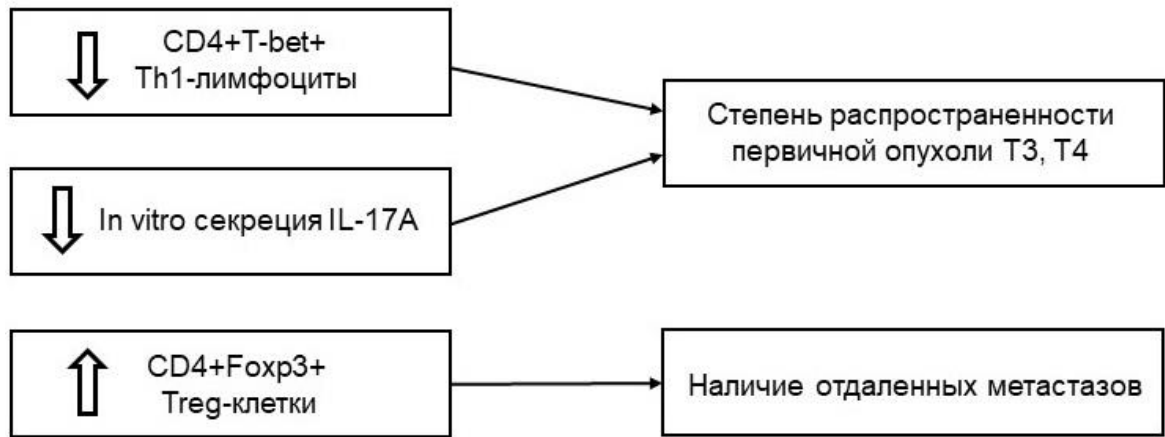 CD4+T-bet+
Th1-лимфоциты
In vitro секреция IL-17A
CD4+Foxp3+
Treg-клетки
Степень распространенности
первичной опухоли Т3, Т4
Наличие отдаленных метастазов